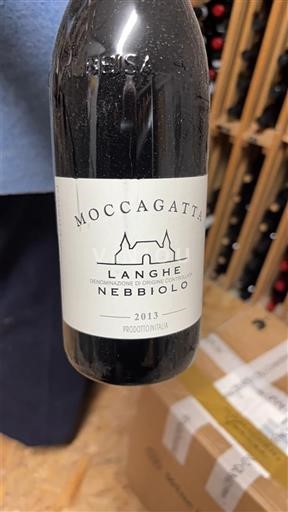 MOCCAGATTA
LANGHE
DENOMINAZIONE DI ORIGINE CONTROLLATA
NEBBIOLO
2013
PRODOTTO IN ITALIA